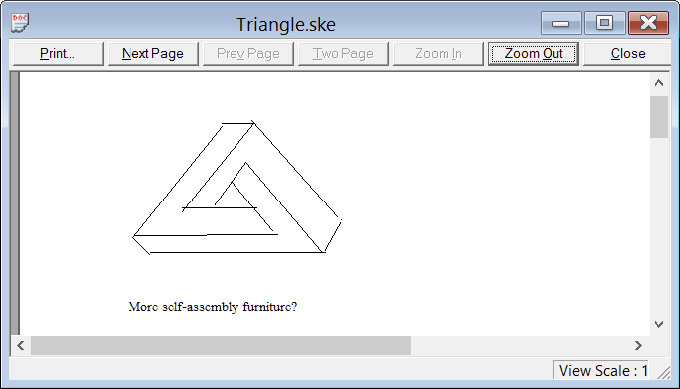 DOC
Triangle.ske
Print... Next Page Prev Page Two Page Zoom In Zoom Out Close
More self-assembly furniture?
View Scale : 1